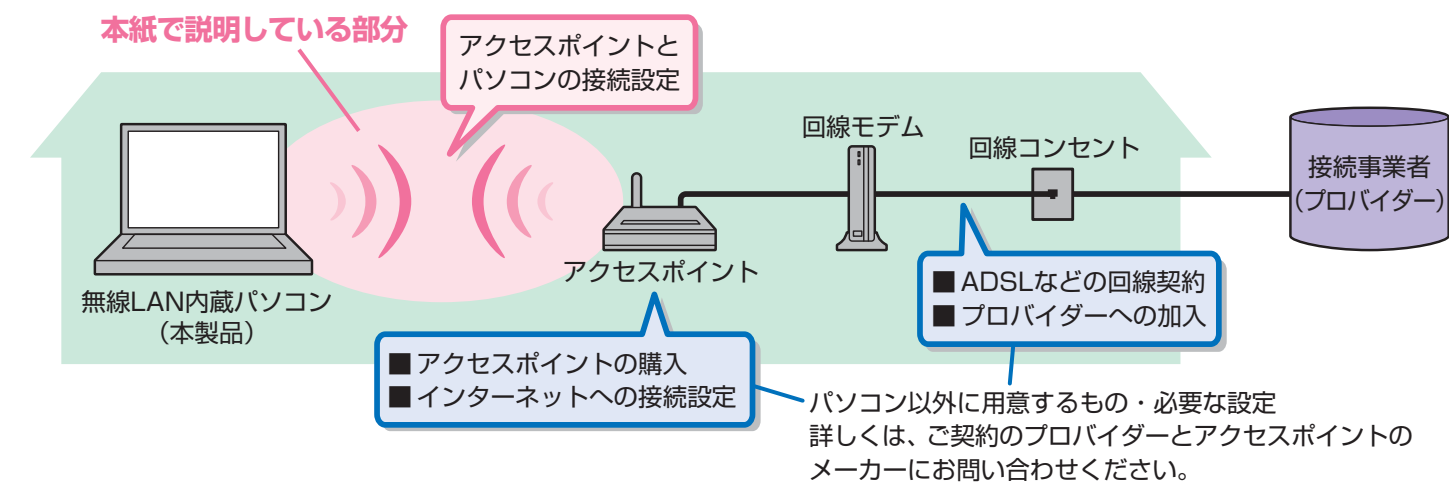 本紙で説明している部分
アクセスポイントと
パソコンの接続設定
回線モデム
回線コンセント
接続事業者
(プロバイダー)
アクセスポイント
無線LAN内蔵パソコン
(本製品)
■ ADSLなどの回線契約
■ プロバイダーへの加入
■ アクセスポイントの購入
■ インターネットへの接続設定
パソコン以外に用意するもの・必要な設定
詳しくは、ご契約のプロバイダーとアクセスポイントの
メーカーにお問い合わせください。